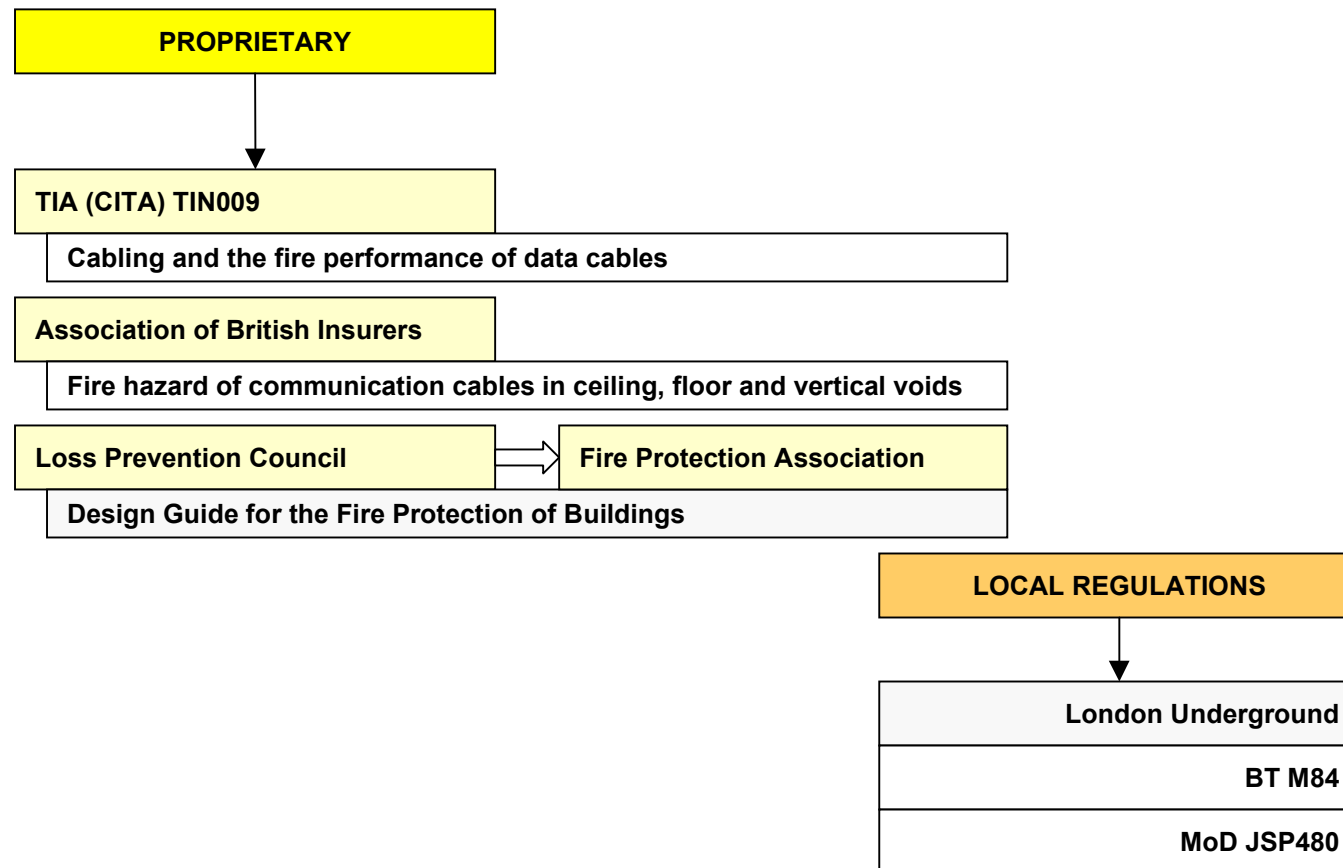 PROPRIETARY
TIA (CITA) TIN009
Cabling and the fire performance of data cables
Association of British Insurers
Fire hazard of communication cables in ceiling, floor and vertical voids
Loss Prevention Council
Fire Protection Association
Design Guide for the Fire Protection of Buildings
LOCAL REGULATIONS
London Underground
BT M84
MoD JSP480